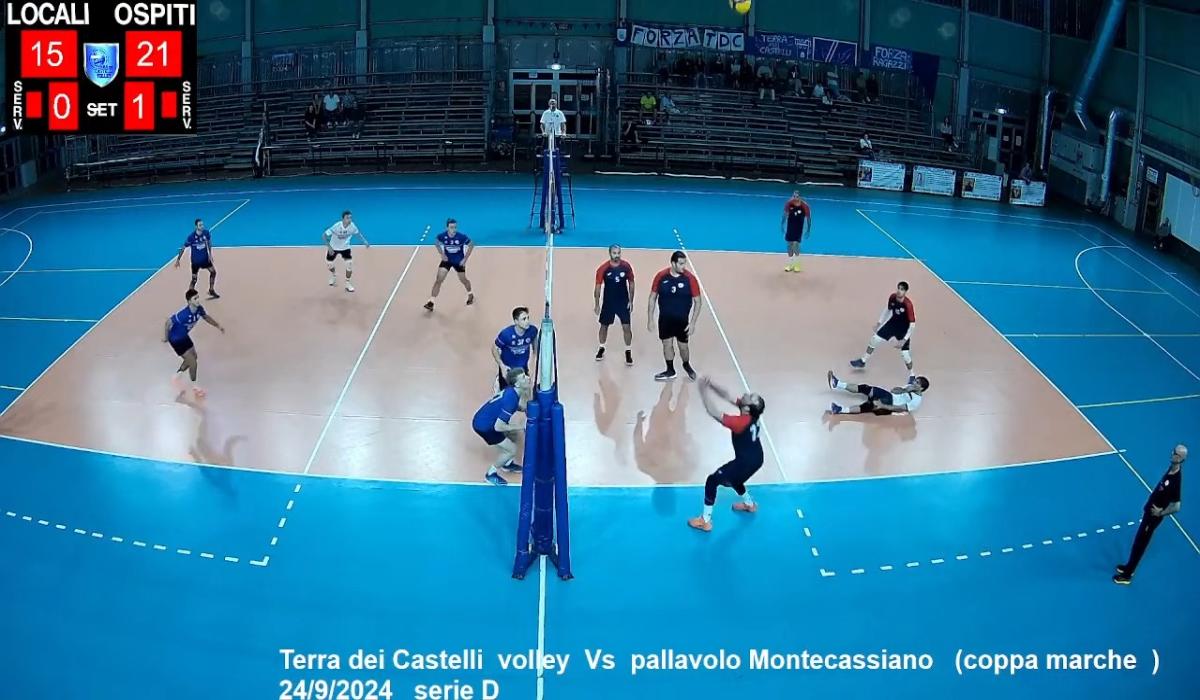 LOCALI OSPITI
15 21
SERV. 0 SET 1 SERV.
FORZA TDC
TERRA
CASTELLI
FORZA
RAGAZZI
3
Terra dei Castelli volley Vs pallavolo Montecassiano (coppa marche )
24/9/2024 serie D